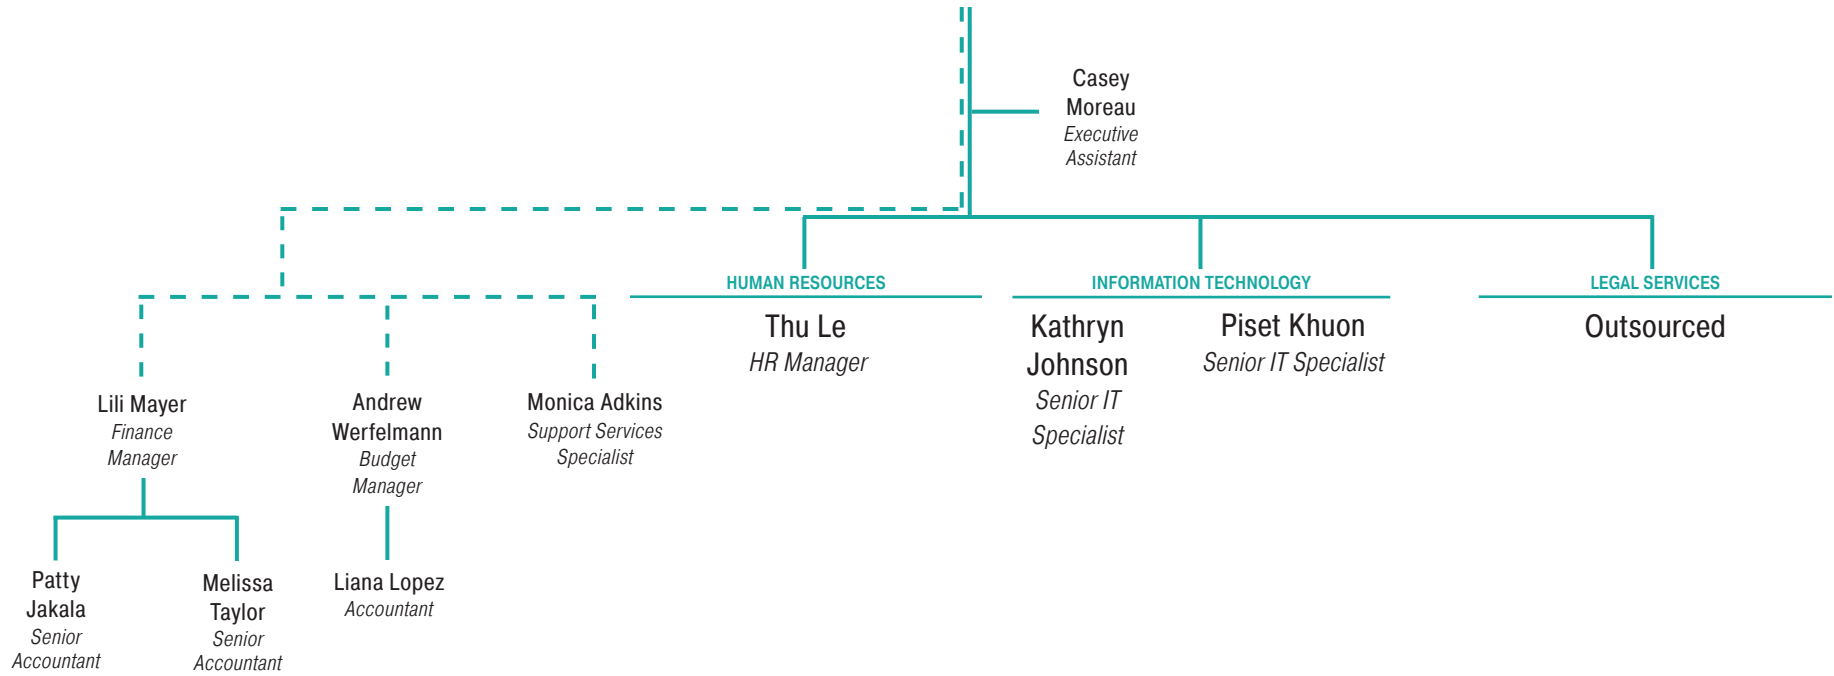 Casey
Moreau
Executive
Assistant
HUMAN RESOURCES
Thu Le
HR Manager
INFORMATION TECHNOLOGY
Kathryn
Johnson
Senior IT
Specialist
Piset Khuon
Senior IT Specialist
LEGAL SERVICES
Outsourced
Lili Mayer
Finance
Manager
Andrew
Werfelmann
Budget
Manager
Monica Adkins
Support Services
Specialist
Patty
Jakala
Senior
Accountant
Melissa
Taylor
Senior
Accountant
Liana Lopez
Accountant